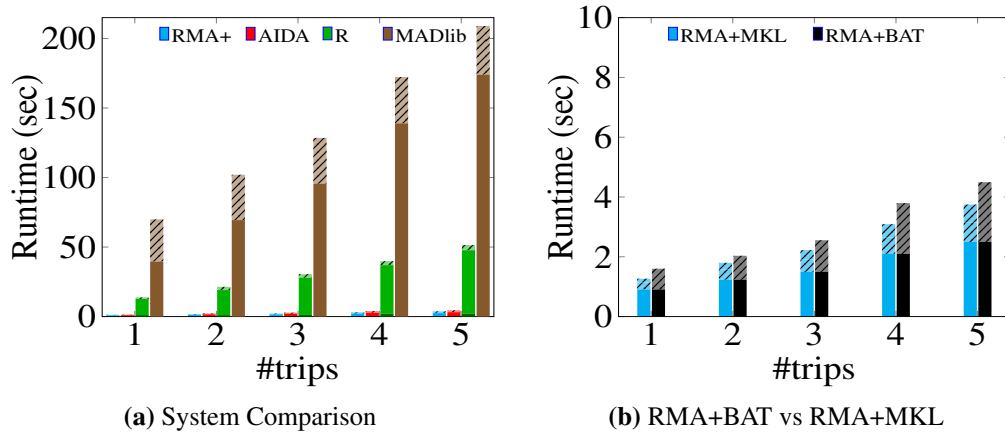 RMA+ AIDA R MADlib
200
150
100
50
0
Runtime (sec)
1 2 3 4 5
#trips
(a) System Comparison
RMA+MKL RMA+BAT
10
8
6
4
2
0
Runtime (sec)
1 2 3 4 5
#trips
(b) RMA+BAT vs RMA+MKL